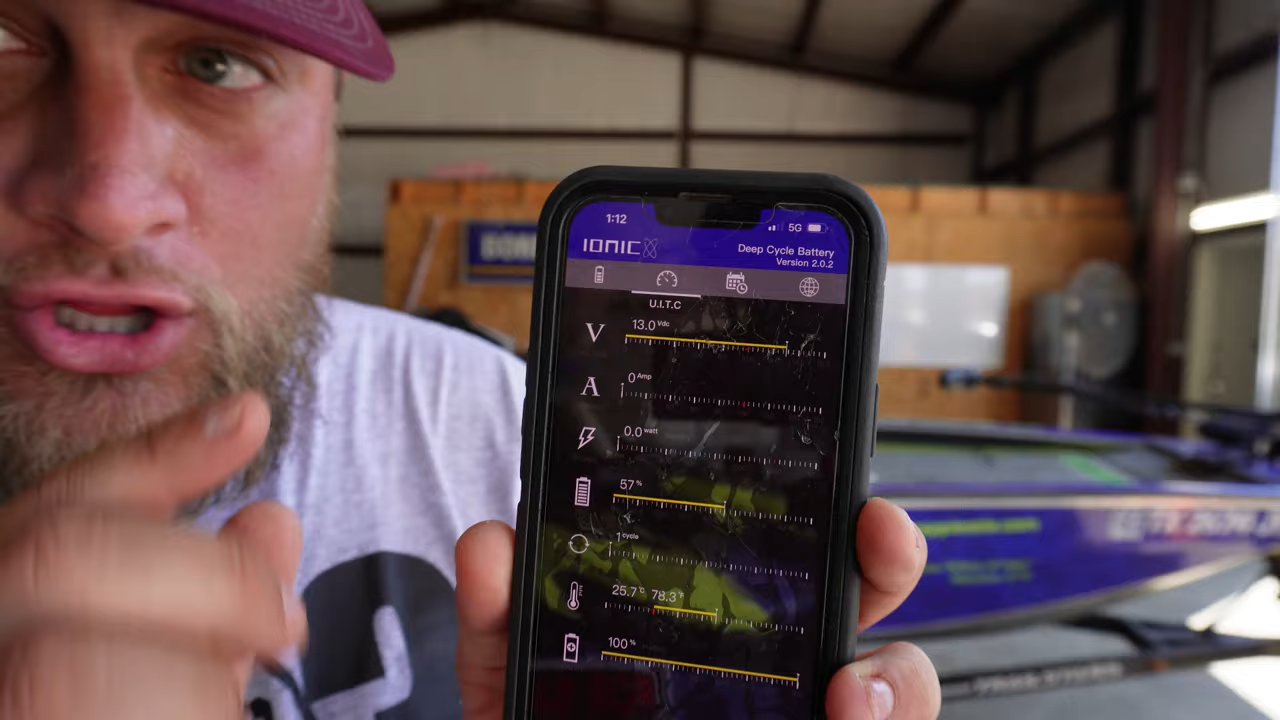 1:12
5G
IONIC
Deep Cycle Battery
Version 2.0.2
U.I.T.C
V 13.0 Vdc
A 0 Amp
0.0 watt
57 %
1 cycle
25.7 °C 78.3 °F
100 %